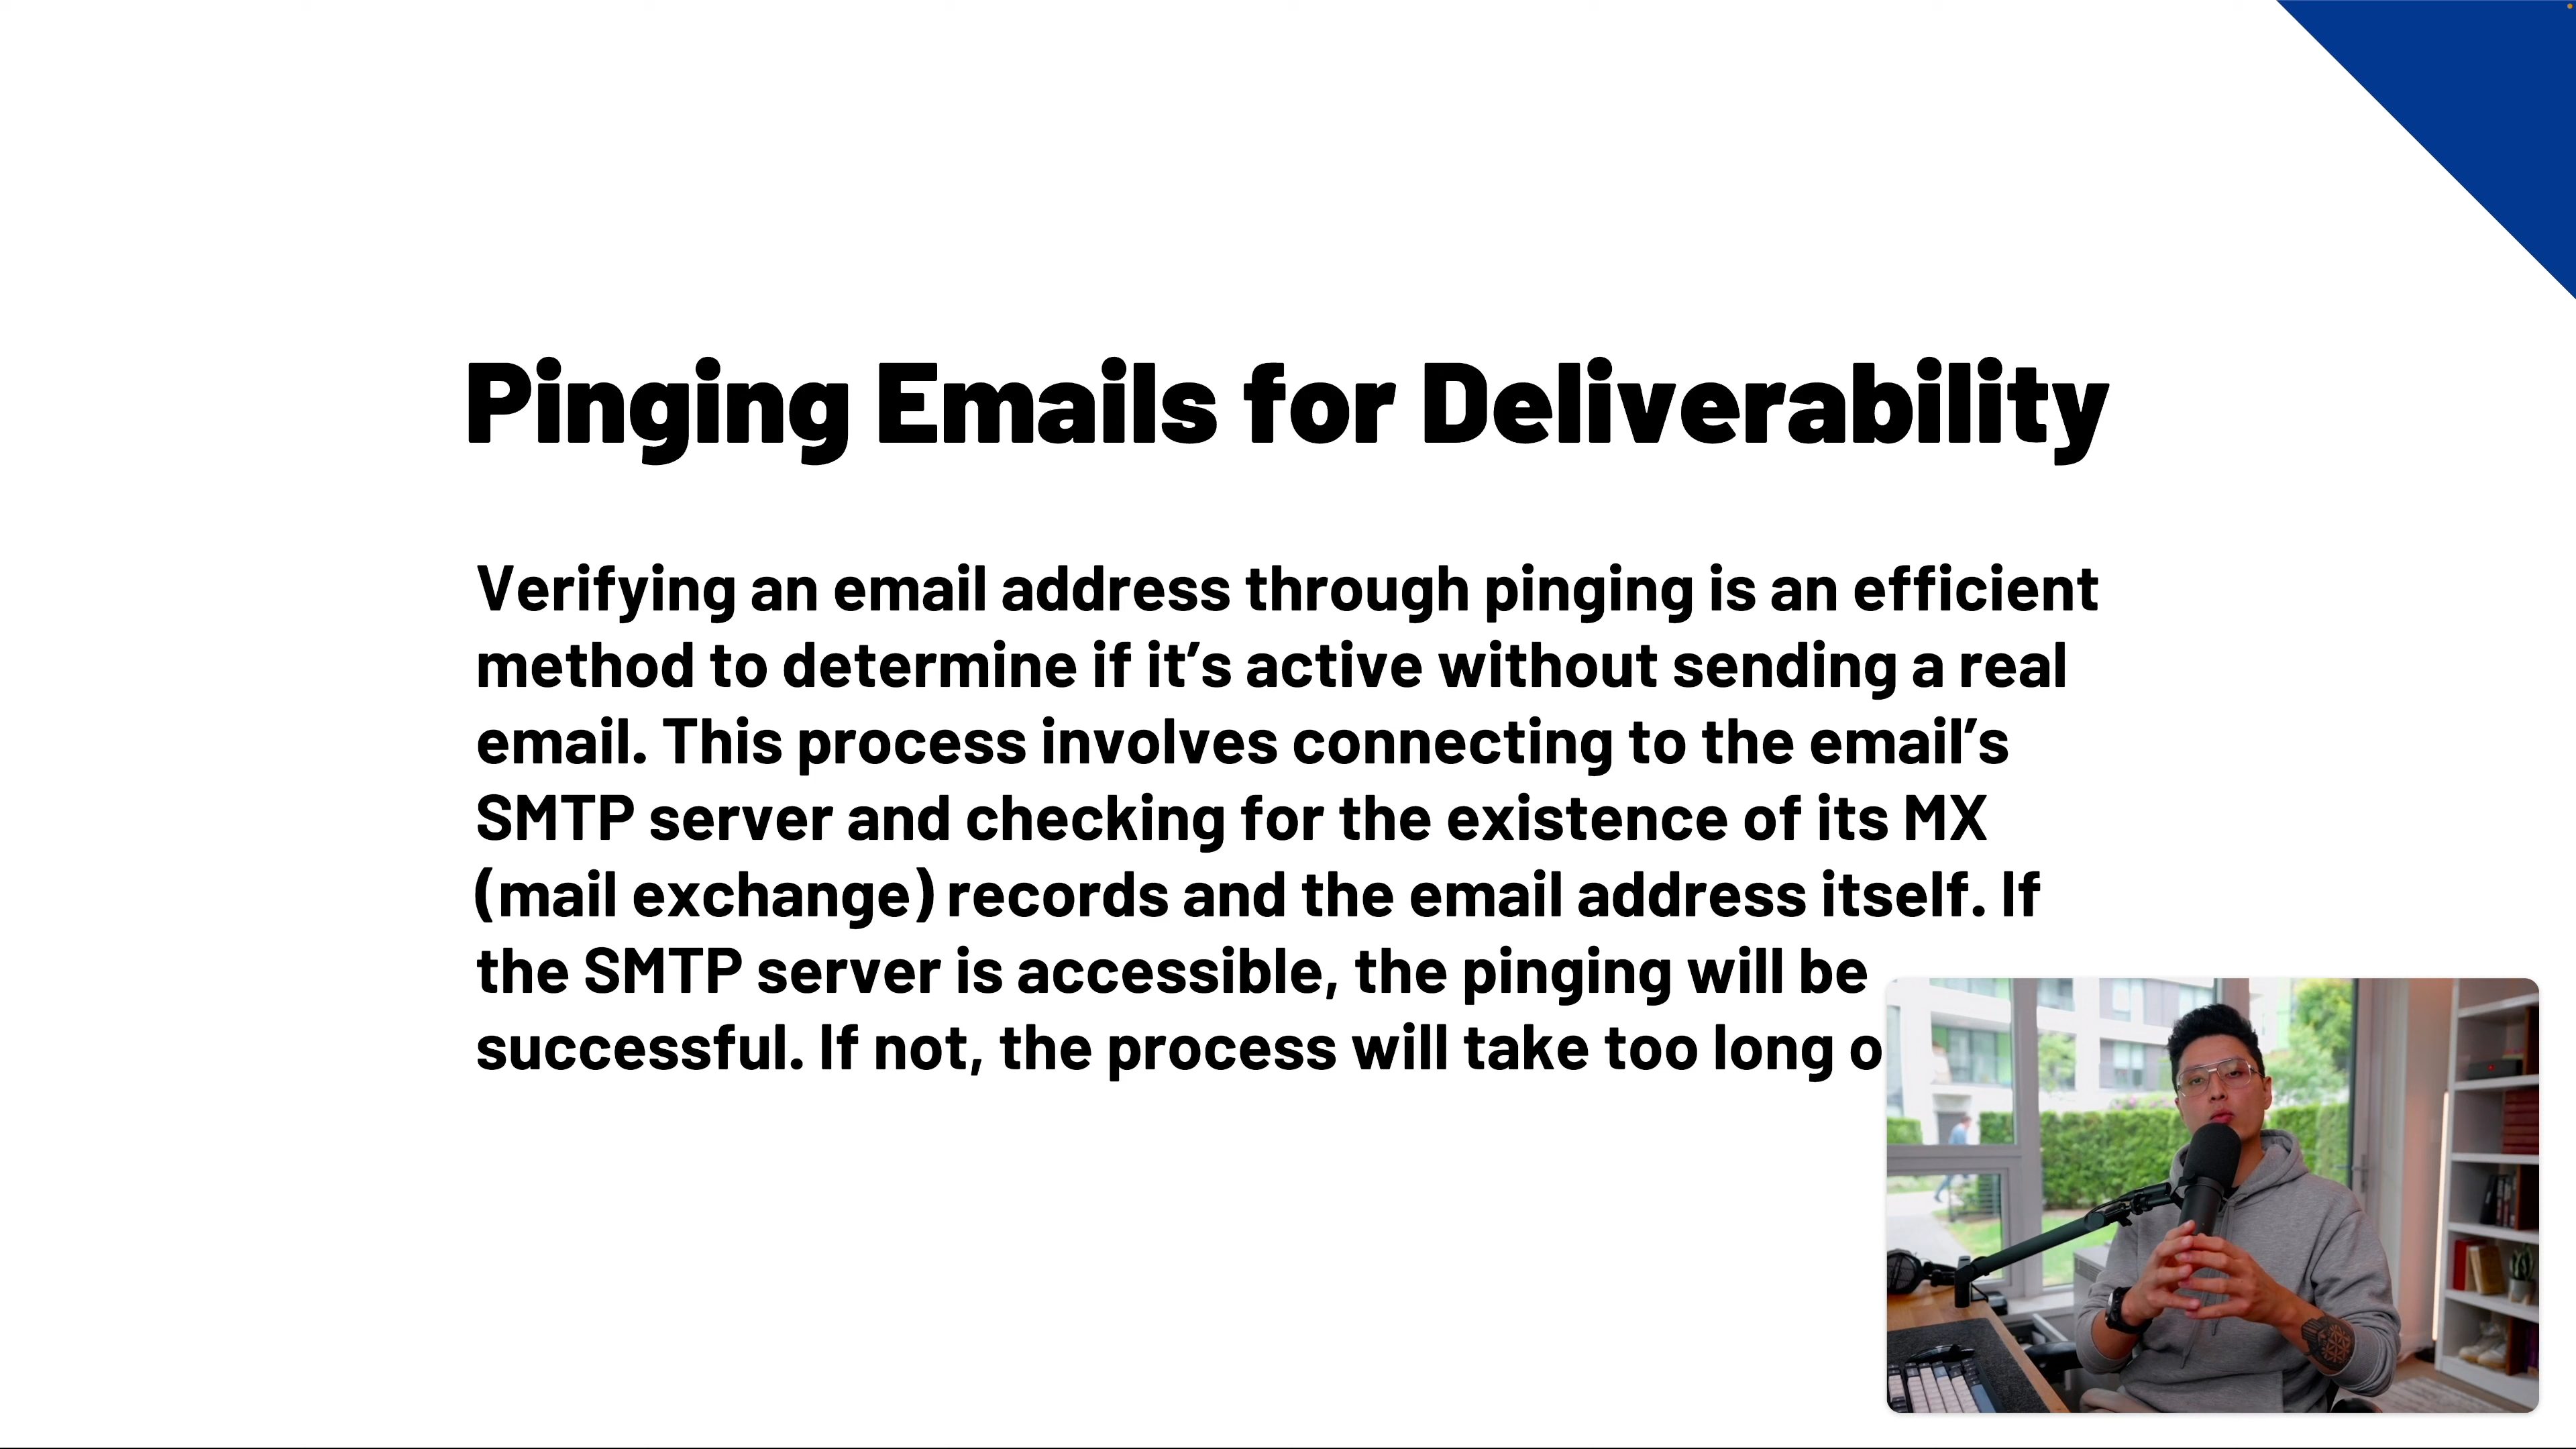 Pinging Emails for Deliverability
Verifying an email address through pinging is an efficient
method to determine if it’s active without sending a real
email. This process involves connecting to the email’s
SMTP server and checking for the existence of its MX
(mail exchange) records and the email address itself. If
the SMTP server is accessible, the pinging will be
successful. If not, the process will take too long